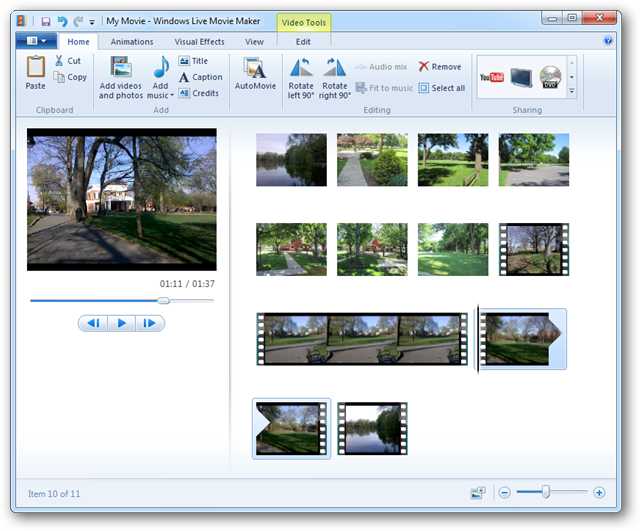 My Movie - Windows Live Movie Maker
Video Tools
Home
Animations
Visual Effects
View
Edit
Paste
Cut
Copy
Clipboard
Add videos
and photos
Add
music
Title
Caption
Credits
Add
AutoMovie
Rotate
left 90°
Rotate
right 90°
Audio mix
Fit to music
Remove
Select all
Editing
YouTube
DVD
Sharing
01:11 / 01:37
Item 10 of 11